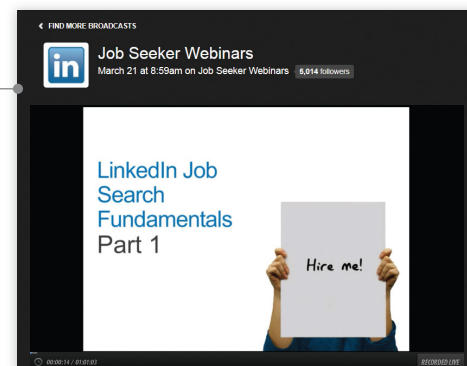 FIND MORE BROADCASTS
in
Job Seeker Webinars
March 21 at 8:59am on Job Seeker Webinars 5,014 followers
LinkedIn Job
Search
Fundamentals
Part 1
Hire me!
00:00:14 / 01:01:03 RECORDED LIVE